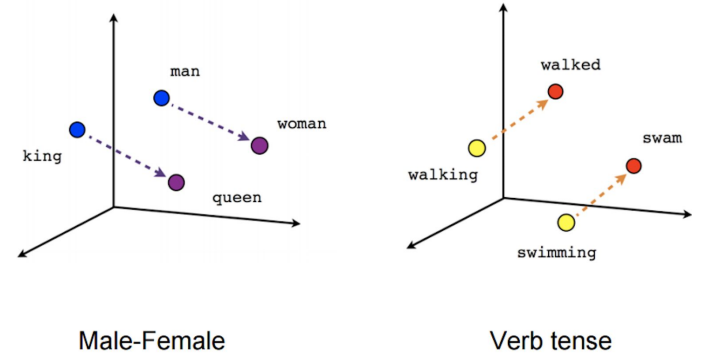 man
woman
king
queen
Male-Female
walked
swam
walking
swimming
Verb tense